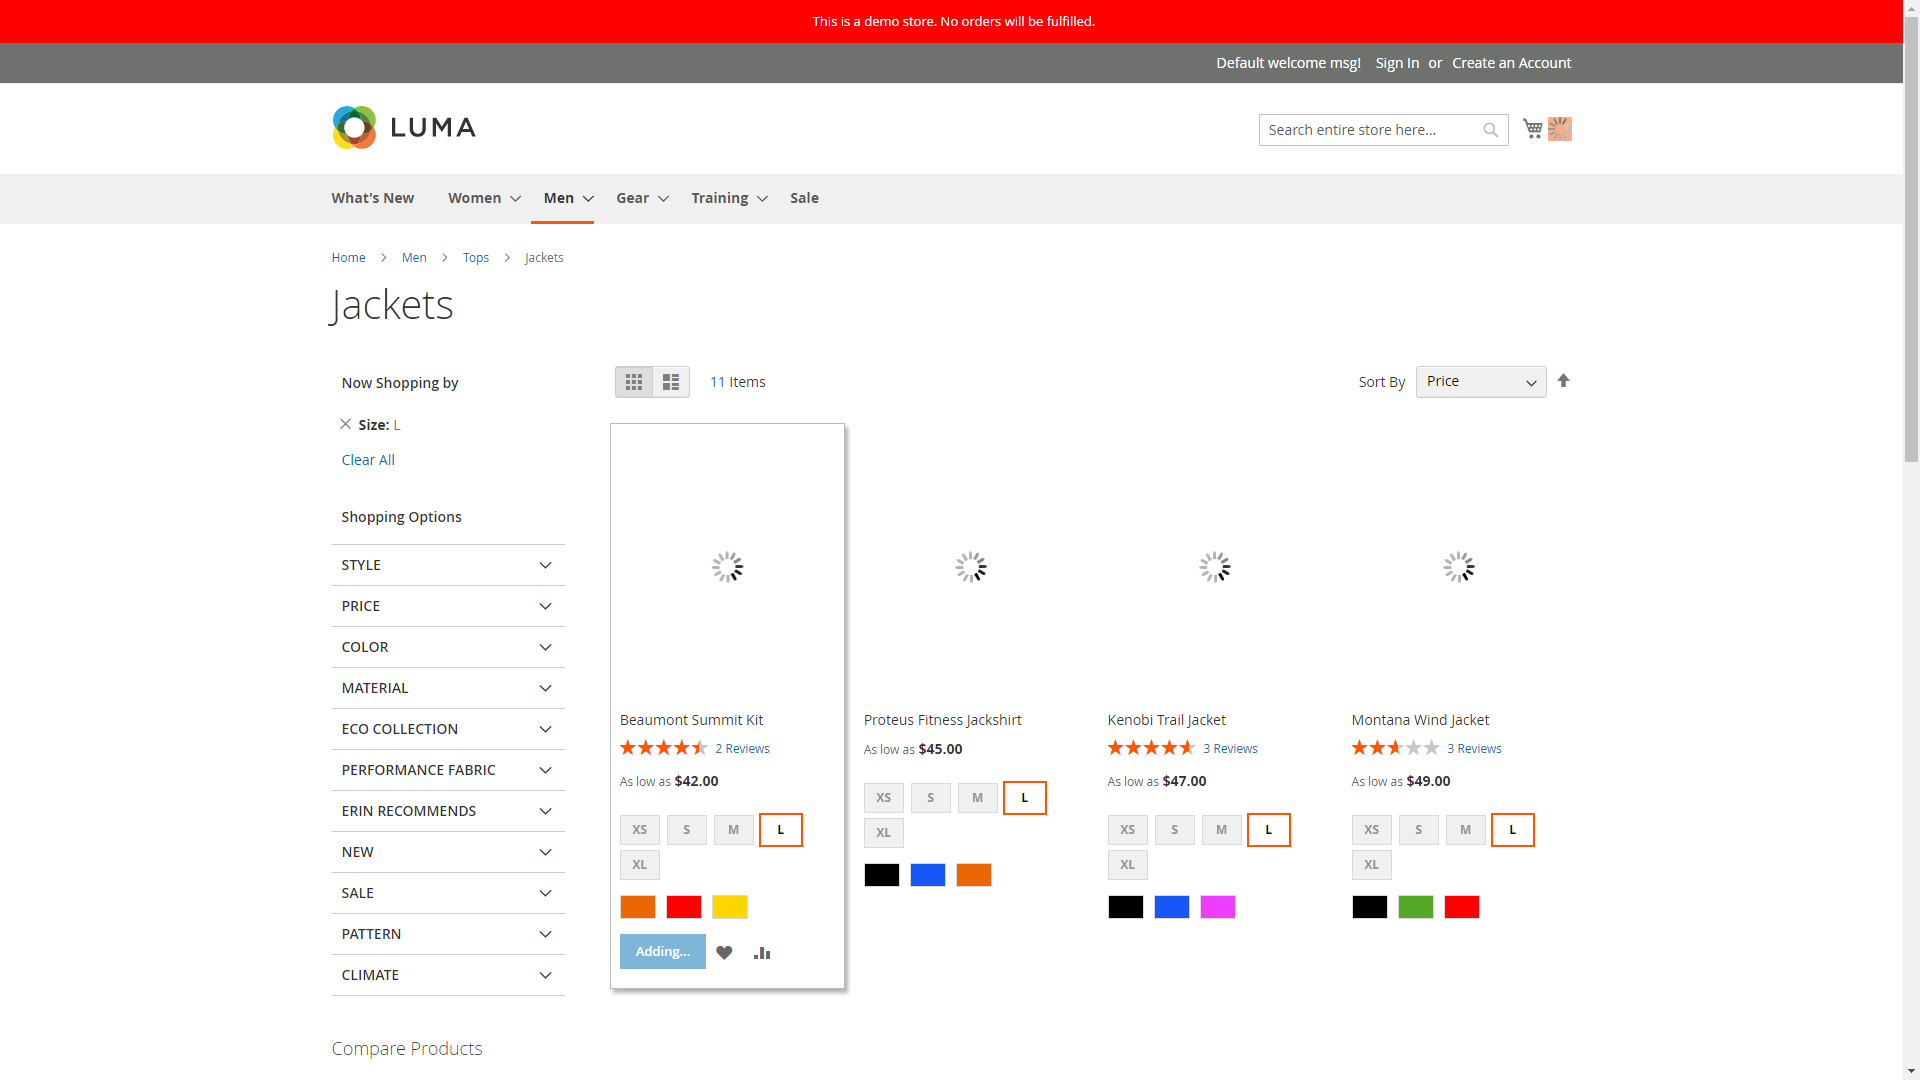 This is a demo store. No orders will be fulfilled.
Default welcome msg! Sign In or Create an Account
LUMA
Search entire store here...
What's New Women Men Gear Training Sale
Home Men Tops Jackets
Jackets
Now Shopping by
Size: L
Clear All
Shopping Options
STYLE
PRICE
COLOR
MATERIAL
ECO COLLECTION
PERFORMANCE FABRIC
ERIN RECOMMENDS
NEW
SALE
PATTERN
CLIMATE
Compare Products
11 Items
Sort By Price
Beaumont Summit Kit
2 Reviews
As low as $42.00
XS S M L
XL
Adding...
Proteus Fitness Jackshirt
As low as $45.00
XS S M L
XL
Kenobi Trail Jacket
3 Reviews
As low as $47.00
XS S M L
XL
Montana Wind Jacket
3 Reviews
As low as $49.00
XS S M L
XL